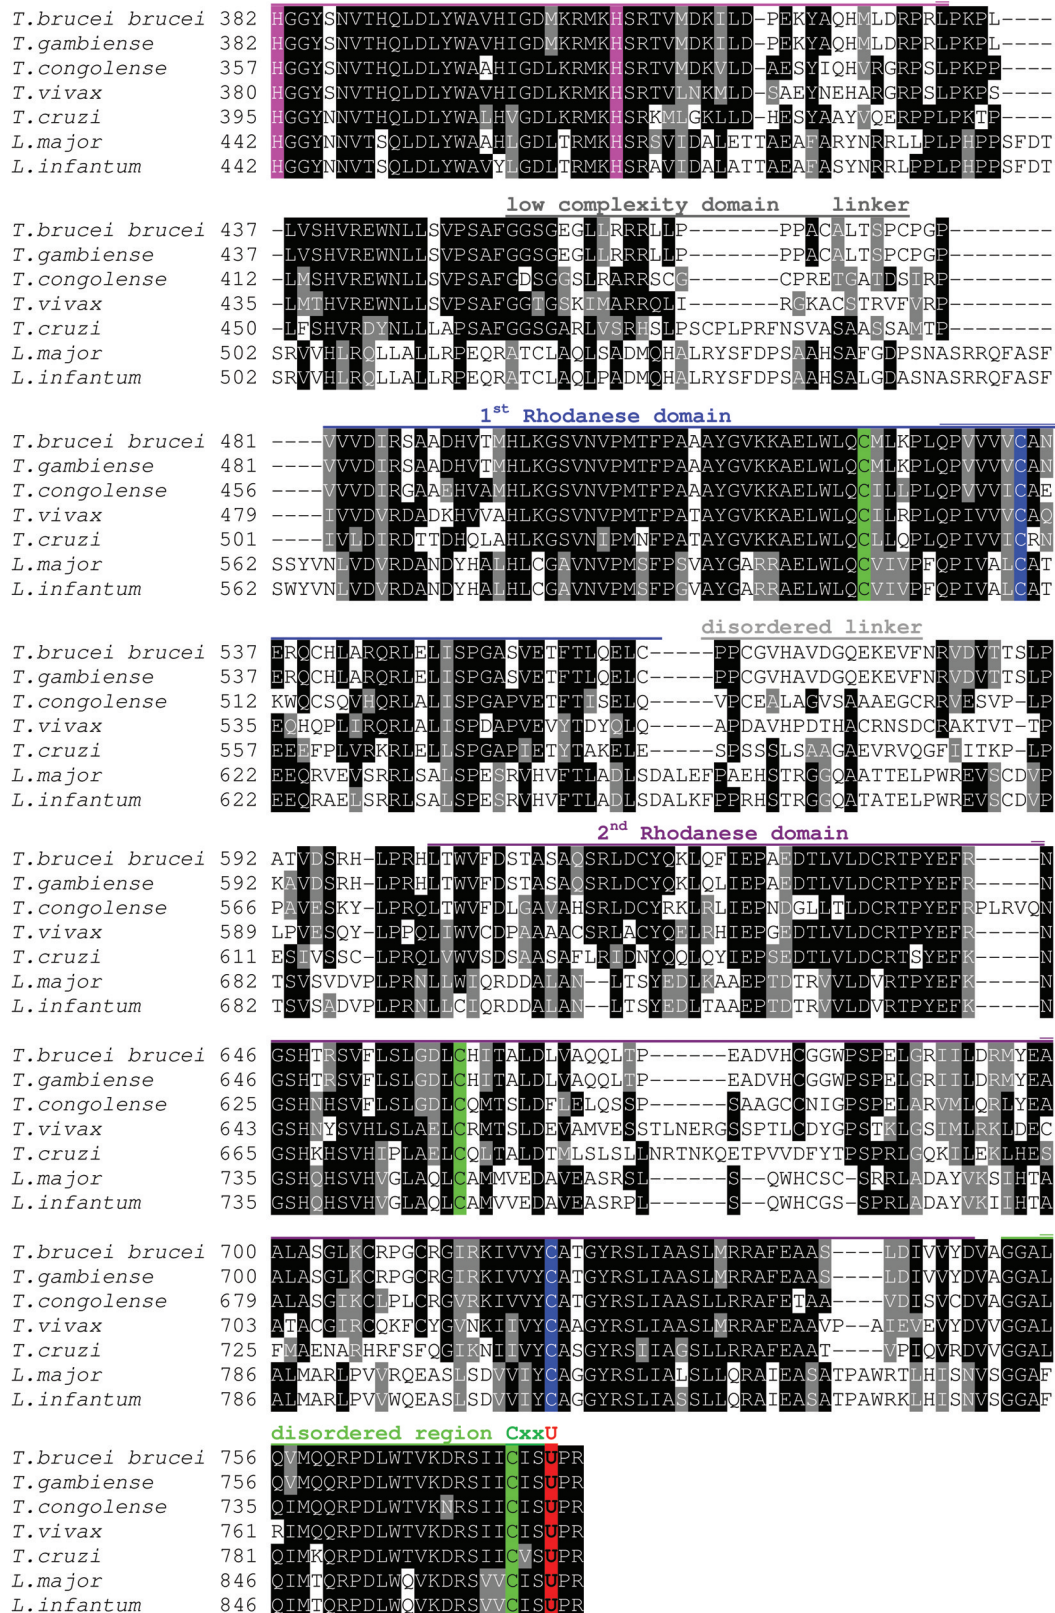 T.brucei brucei 382 HGGYSNVTHQLDLYWAVHIGDMKRMKHSRTVMDKILD-PEKYAQHMLDRPRLPKPL----
T.gambiense 382 HGGYSNVTHQLDLYWAVHIGDMKRMKHSRTVMDKILD-PEKYAQHMLDRPRLPKPL----
T.congolense 357 HGGYSNVTHQLDLYWAAHIGDLKRMKHSRTVMDKVLD-AESYIQHVRGRPSLPKPP----
T.vivax 380 HGGYSNVTHQLDLYWAVHIGDLKRMKHSRTVLNKMLD-SAEYNEHARGRPSLPKPS----
T.cruzi 395 HGGYNNVTHQLDLYWALHVGDLKRMKHSRKMLGKLLD-HESYAAYVQERPPLPKTP----
L.major 442 HGGYNNVTSQLDLYWAAHLGDLTRMKHSRSVIDALETTAEAFARYNRRLLPLPHPPSFDT
L.infantum 442 HGGYNNVTSQLDLYWAVYLGDLTRMKHSRAVIDALATTAEAFASYNRRLPPLPHPPSFDT
low complexity domain linker
T.brucei brucei 437 -LVSHVREWNLLSVPSAFGGSGEGLLRRRLLP-------PPACALTSPCPGP--------
T.gambiense 437 -LVSHVREWNLLSVPSAFGGSGEGLLRRRLLP-------PPACALTSPCPGP--------
T.congolense 412 -LMSHVREWNLLSVPSAFGDSGGSLRARRSCG-------CPRETGATDSIRP--------
T.vivax 435 -LMTHVREWNLLSVPSAFGGTGSKIMARRQLI-------RGKACSTRVFVRP--------
T.cruzi 450 -LFSHVRDYNLLLAPSAFGGSGARLVSRHSLPSCPLPRFNSVASAASSAMTP--------
L.major 502 SRVVHLRQLLALLRPEQRATCLAQLSADMQHALRYSFDPSAAHSAFGDPSNASRRQFASF
L.infantum 502 SRVVHLRQLLALLRPEQRATCLAQLPADMQHALRYSFDPSAAHSALGDASNASRRQFASF
1st Rhodanese domain
T.brucei brucei 481 ----VVVDIRSAADHVTMHLKGSVNVPMTFPAAAYGVKKAELWLQCMLKPLQPVVVVCAN
T.gambiense 481 ----VVVDIRSAADHVTMHLKGSVNVPMTFPAAAYGVKKAELWLQCMLKPLQPVVVVCAN
T.congolense 456 ----VVVDIRGAAEHVAMHLKGSVNVPMTFPAAAYGVKKAELWLQCILLPLQPVVVICAE
T.vivax 479 ----IVVDVRDADKHVVAHLKGSVNVPMTFPATAYGVKKAELWLQCILRPLQPIVVVCAQ
T.cruzi 501 ----IVLDIRDTTDHQLAHLKGSVNIPMNFPATAYGVKKAELWLQCLLQPLQPIVVICRN
L.major 562 SSYVNLVDVRDANDYHALHLCGAVNVPMSFPSVAYGARRAELWLQCVIVPFQPIVALCAT
L.infantum 562 SWYVNLVDVRDANDYHALHLCGAVNVPMSFPGVAYGARRAELWLQCVIVPFQPIVALCAT
disordered linker
T.brucei brucei 537 ERQCHLARQRLELISPGASVETFTLQELC-----PPCGVHAVDGQEKEVFNRVDVTTSLP
T.gambiense 537 ERQCHLARQRLELISPGASVETFTLQELC-----PPCGVHAVDGQEKEVFNRVDVTTSLP
T.congolense 512 KWQCSQVHQRLALISPGAPVETFTISELQ-----VPCEALAGVSAAAEGCRRVESVP-LP
T.vivax 535 EQHQPLIRQRLALISPDAPVEVYTDYQLQ-----APDAVHPDTHACRNSDCRAKTVT-TP
T.cruzi 557 EEEFPLVRKRLELLSPGAPIETYTAKELE-----SPSSSLSAAGAEVRVQGFIITKP-LP
L.major 622 EEQRVEVSRRLSALSPESRVHVFTLADLSDALEFPAEHSTRGGQAATTELPWREVSCDVP
L.infantum 622 EEQRAELSRRLSALSPESRVHVFTLADLSDALKFPPRHSTRGGQATATELPWREVSCDVP
2nd Rhodanese domain
T.brucei brucei 592 ATVDSRH-LPRHLTWVFDSTASAQSRLDCYQKLQFIEPAEDTLVLDCRTPYEFR-----N
T.gambiense 592 KAVDSRH-LPRHLTWVFDSTASAQSRLDCYQKLQLIEPAEDTLVLDCRTPYEFR-----N
T.congolense 566 PAVESKY-LPRQLTWVFDLGAVAHSRLDCYRKLRLIEPNDGLLTLDCRTPYEFRPLRVQN
T.vivax 589 LPVESQY-LPPQLIWVCDPAAAACSRLACYQELRHIEPGEDTLVLDCRTPYEFR-----N
T.cruzi 611 ESIVSSC-LPRQLVWVSDSAASAFLRIDNYQQLQYIEPSEDTLVLDCRTSYEFK-----N
L.major 682 TSVSVDVPLPRNLLWIQRDDALAN--LTSYEDLKAAEPTDTRVVLDVRTPYEFK-----N
L.infantum 682 TSVSADVPLPRNLLCIQRDDALAN--LTSYEDLTAAEPTDTRVVLDVRTPYEFK-----N
T.brucei brucei 646 GSHTRSVFLSLGDLCHITALDLVAQQLTP------EADVHCGGWPSPELGRIILDRMYEA
T.gambiense 646 GSHTRSVFLSLGDLCHITALDLVAQQLTP------EADVHCGGWPSPELGRIILDRMYEA
T.congolense 625 GSHNHSVFLSLGDLCQMTSLDFLELQSSP------SAAGCCNIGPSPELARVMLQRLYEA
T.vivax 643 GSHNYSVHLSLAELCRMTSLDEVAMVESSTLNERGSSPTLCDYGPSTKLGSIMLRKLDEC
T.cruzi 665 GSHKHSVHIPLAELCQLTALDTMLSLSLLNRTNKQETPVVDFYTPSPRLGQKILEKLHES
L.major 735 GSHQHSVHVGLAQLCAMMVEDAVEASRSL------S--QWHCSC-SRRLADAYVKSIHTA
L.infantum 735 GSHQHSVHVGLAQLCAMVVEDAVEASRPL------S--QWHCGS-SPRLADAYVKIIHTA
T.brucei brucei 700 ALASGLKCRPGCRGIRKIVVYCATGYRSLIAASLMRRAFEAAS----LDIVVYDVAGGAL
T.gambiense 700 ALASGLKCRPGCRGIRKIVVYCATGYRSLIAASLMRRAFEAAS----LDIVVYDVAGGAL
T.congolense 679 ALASGIKCLPLCRGVRKIVVYCATGYRSLIAASLLRRAFETAA----VDISVCDVAGGAL
T.vivax 703 ATACGIRCQKFCYGVNKIIVYCAAGYRSLIAASLMRRAFEAAVP--AIEVEVYDVVGGAL
T.cruzi 725 FMAENARHRFSFQGIKNIIVYCASGYRSIIAGSLLRRAFEAAT----VPIQVRDVVGGAL
L.major 786 ALMARLPVVRQEASLSDVVIYCAGGYRSLIALSLLQRAIEASATPAWRTLHISNVSGGAF
L.infantum 786 ALMARLPVVWQEASLSDVVIYCAGGYRSLIAASLLQRAIEASATPAWRKLHISNVSGGAF
disordered region CxxU
T.brucei brucei 756 QVMQQRPDLWTVKDRSIICISUPR
T.gambiense 756 QVMQQRPDLWTVKDRSIICISUPR
T.congolense 735 QIMQQRPDLWTVKNRSIICISUPR
T.vivax 761 RIMQQRPDLWTVKDRSIICISUPR
T.cruzi 781 QIMKQRPDLWTVKDRSIICVSUPR
L.major 846 QIMTQRPDLWQVKDRSVVCISUPR
L.infantum 846 QIMTQRPDLWTVKDRSVVCISUPR